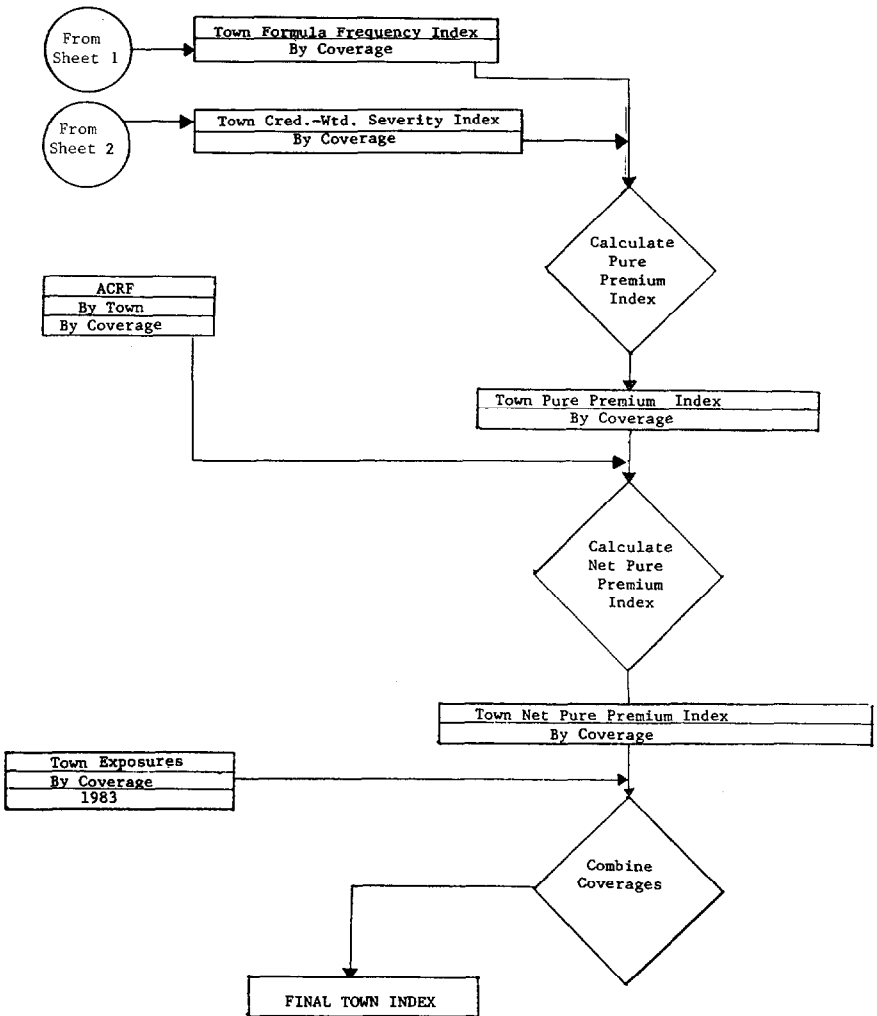 From
Sheet 1
Town Formula Frequency Index
By Coverage
From
Sheet 2
Town Cred.-Wtd. Severity Index
By Coverage
Calculate
Pure
Premium
Index
ACRF
By Town
By Coverage
Town Pure Premium Index
By Coverage
Calculate
Net Pure
Premium
Index
Town Net Pure Premium Index
By Coverage
Town Exposures
By Coverage
1983
Combine
Coverages
FINAL TOWN INDEX